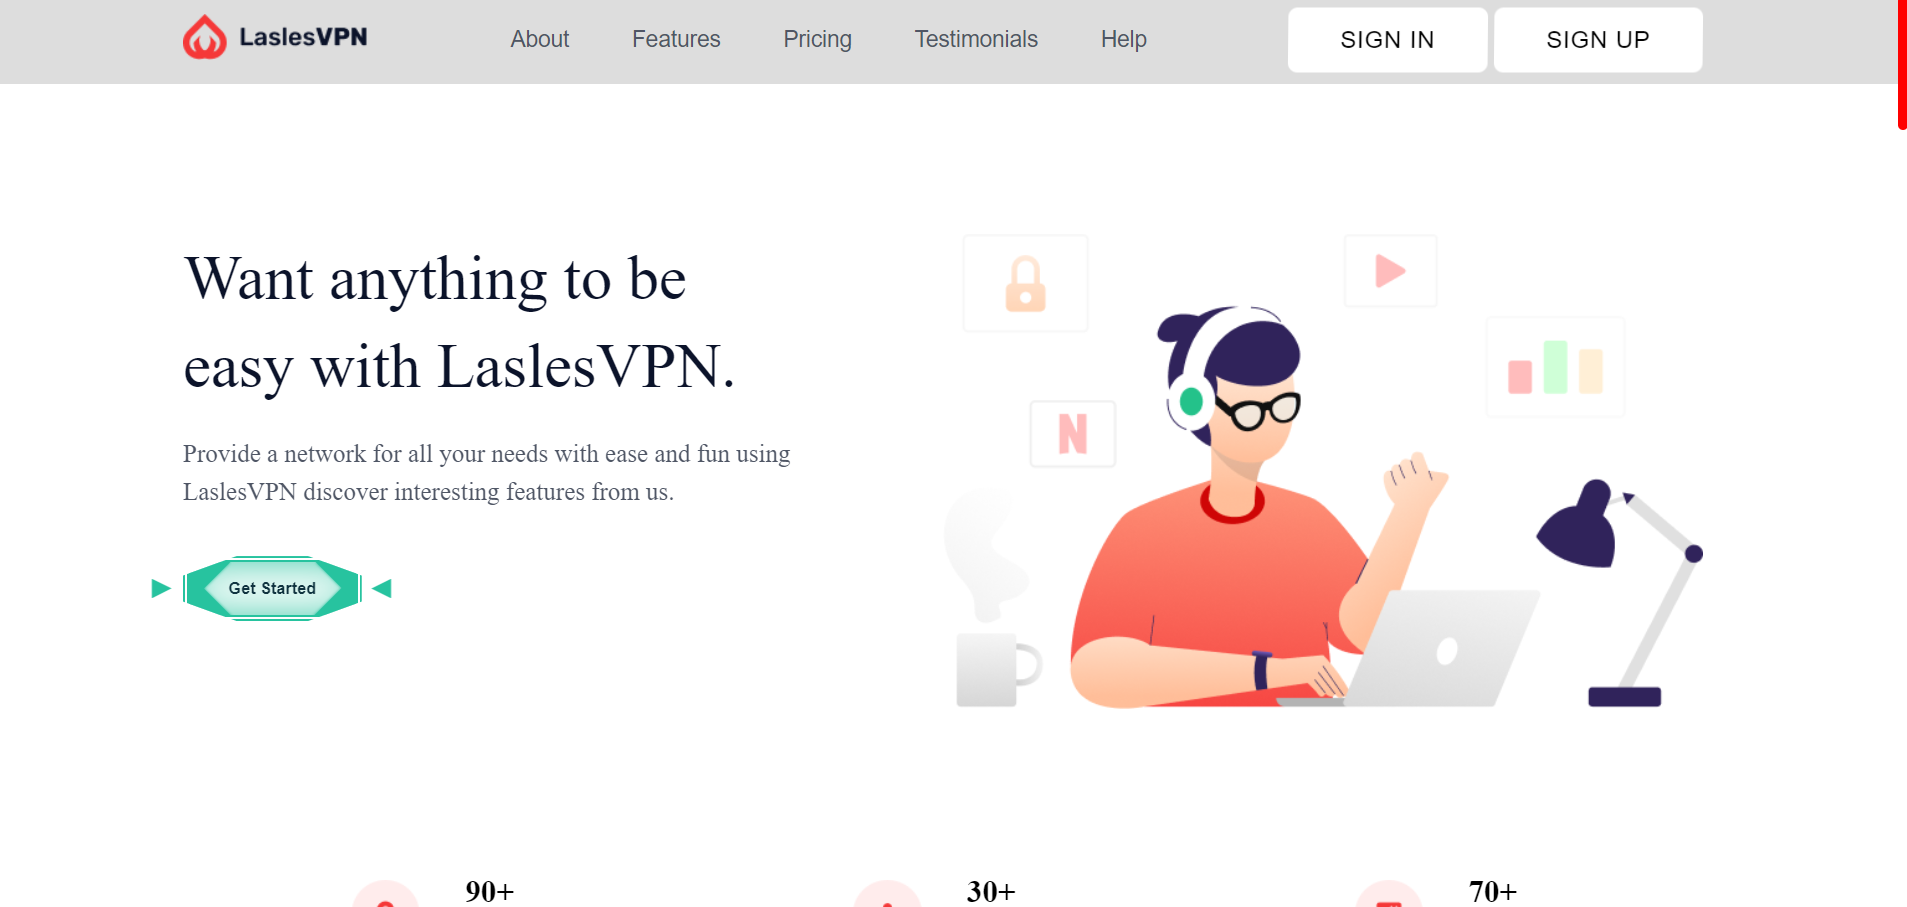 LaslesVPN
About
Features
Pricing
Testimonials
Help
SIGN IN
SIGN UP
Want anything to be
easy with LaslesVPN.
Provide a network for all your needs with ease and fun using
LaslesVPN discover interesting features from us.
Get Started
N
90+
30+
70+